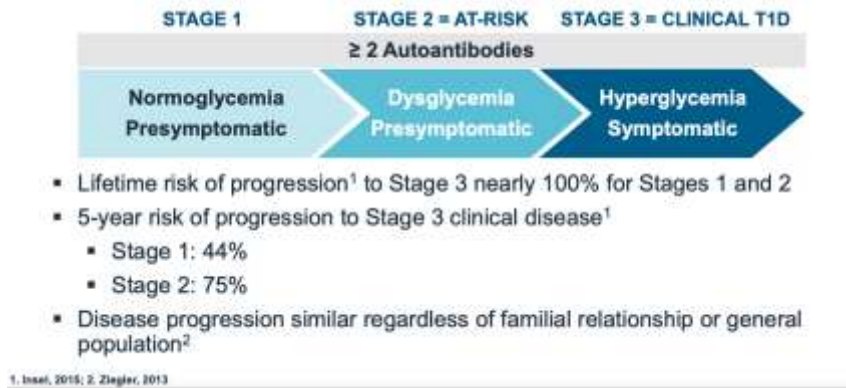 STAGE 1 STAGE 2 = AT-RISK STAGE 3 = CLINICAL T1D
≥ 2 Autoantibodies
Normoglycemia Dysglycemia Hyperglycemia
Presymptomatic Presymptomatic Symptomatic
▪ Lifetime risk of progression¹ to Stage 3 nearly 100% for Stages 1 and 2
▪ 5-year risk of progression to Stage 3 clinical disease¹
▪ Stage 1: 44%
▪ Stage 2: 75%
▪ Disease progression similar regardless of familial relationship or general
population²
1. Insel, 2015; 2. Ziegler, 2013